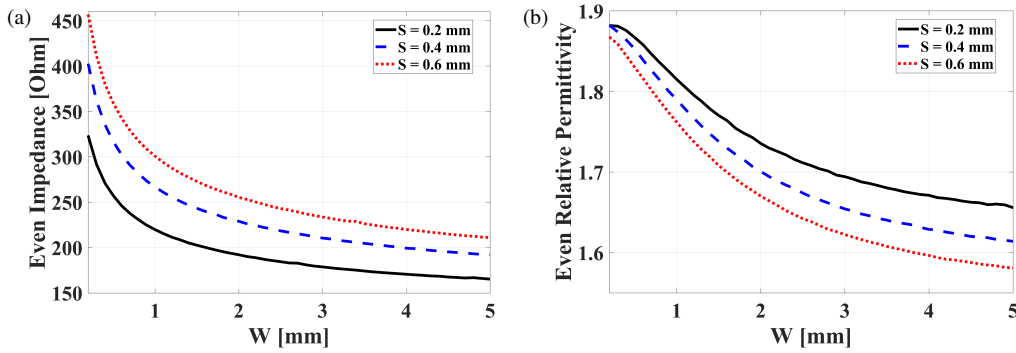 (a)
Even Impedance [Ohm]
450
400
350
300
250
200
150
1
2
3
4
5
W [mm]
S = 0.2 mm
S = 0.4 mm
S = 0.6 mm
(b)
Even Relative Permittivity
1.9
1.8
1.7
1.6
1
2
3
4
5
W [mm]
S = 0.2 mm
S = 0.4 mm
S = 0.6 mm